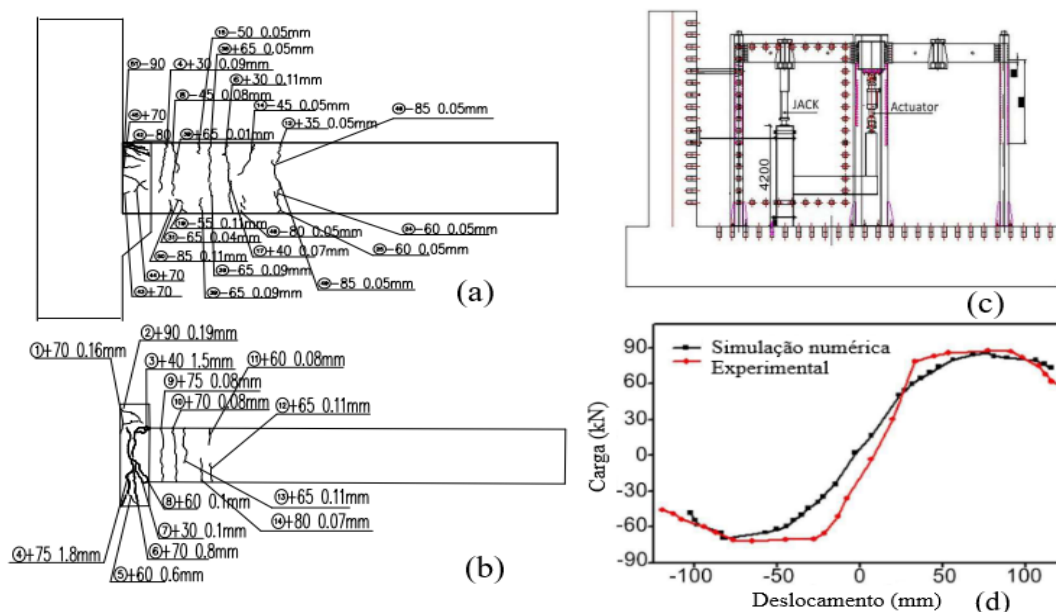 ⑮−50 0.05mm
㊳+65 0.05mm
51−90
④+30 0.09mm
⑥+30 0.11mm
⑧−45 0.08mm
⑭−45 0.05mm
−85 0.05mm
+70
−80
+65 0.01mm
⑬+35 0.05mm
−55 0.11mm
−80 0.05mm
−60 0.05mm
−65 0.04mm
⑰+40 0.07mm
−60 0.05mm
−85 0.11mm
−65 0.09mm
+70
+70
−65 0.09mm
−85 0.05mm
(a)
②+90 0.19mm
①+70 0.16mm
③+40 1.5mm
⑪+60 0.08mm
⑨+75 0.08mm
⑩+70 0.08mm
⑫+65 0.11mm
⑧+60 0.1mm
⑬+65 0.11mm
⑦+30 0.1mm
⑭+80 0.07mm
④+75 1.8mm
⑥+70 0.8mm
⑤+60 0.6mm
(b)
JACK
Actuator
4200
(c)
Simulação numérica
Experimental
Carga (kN)
90
60
30
0
-30
-60
-90
-100 -50 0 50 100
Deslocamento (mm)
(d)